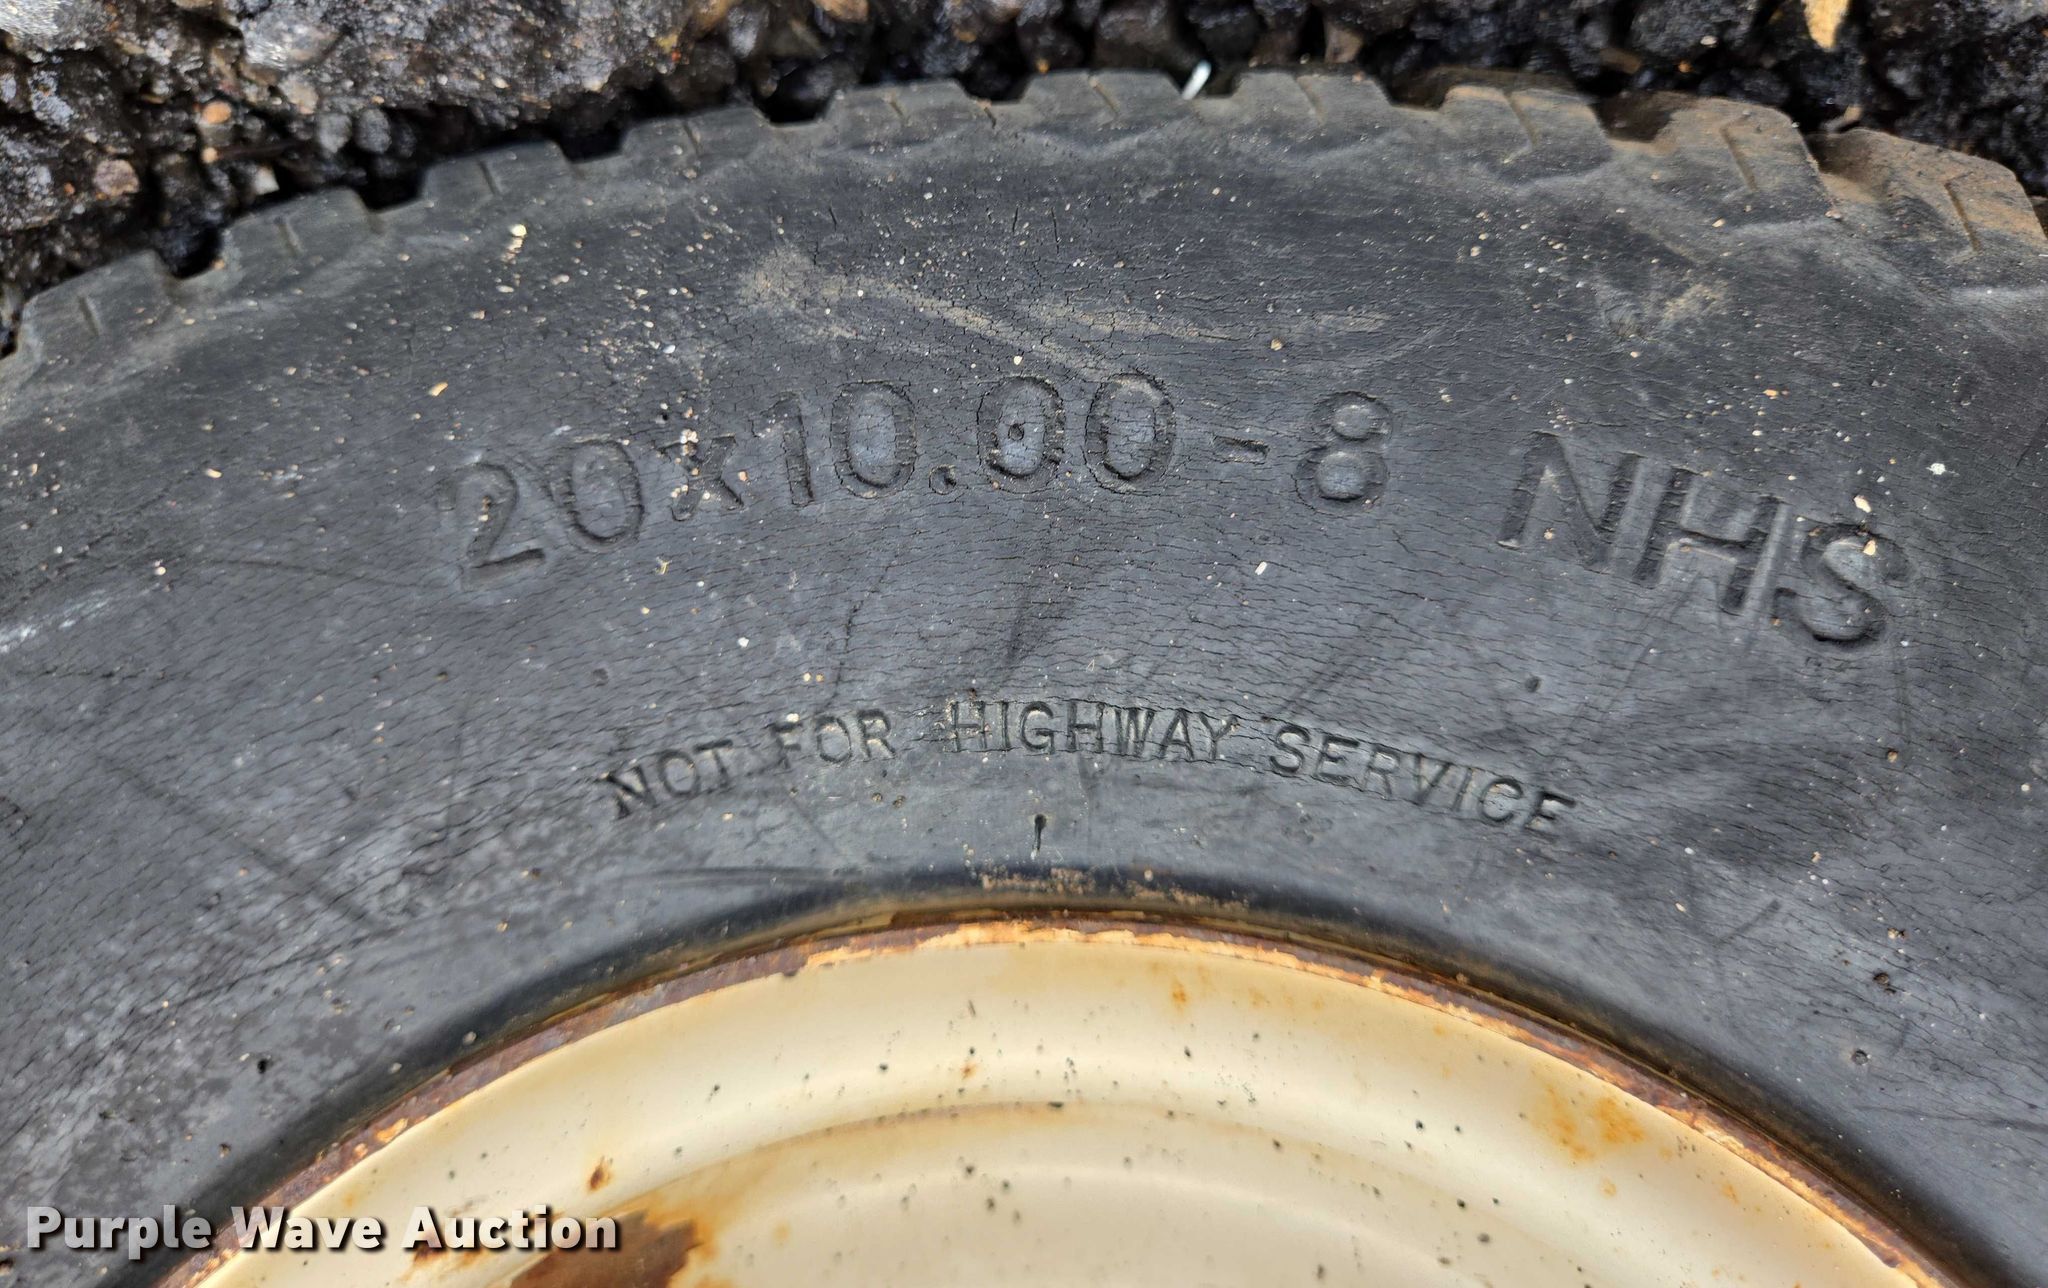 20x10.00-8 NHS
NOT FOR HIGHWAY SERVICE
Purple Wave Auction